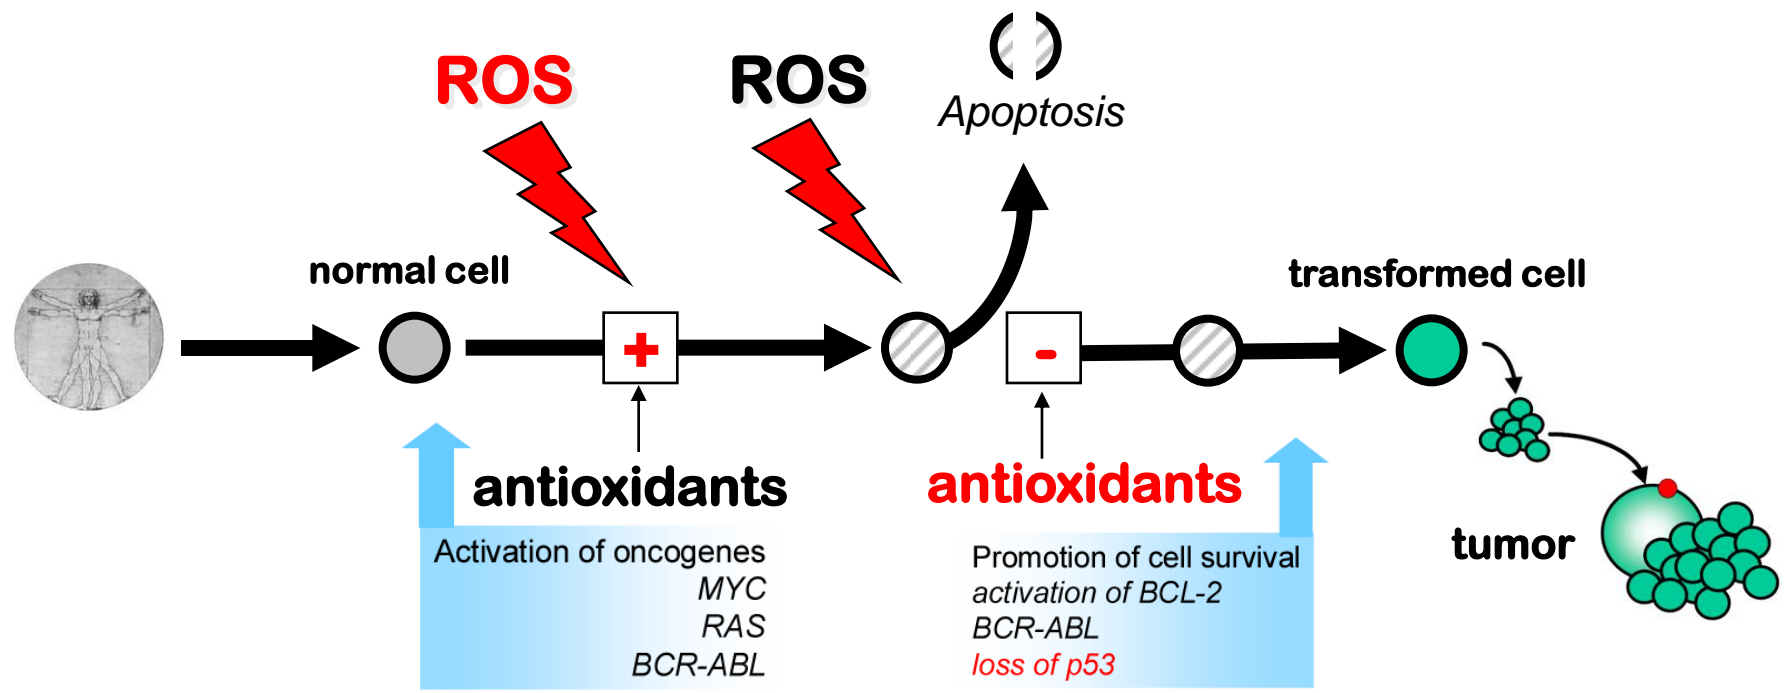 ROS
ROS
Apoptosis
normal cell
transformed cell
+
-
antioxidants
antioxidants
tumor
Activation of oncogenes
MYC
RAS
BCR-ABL
Promotion of cell survival
activation of BCL-2
BCR-ABL
loss of p53